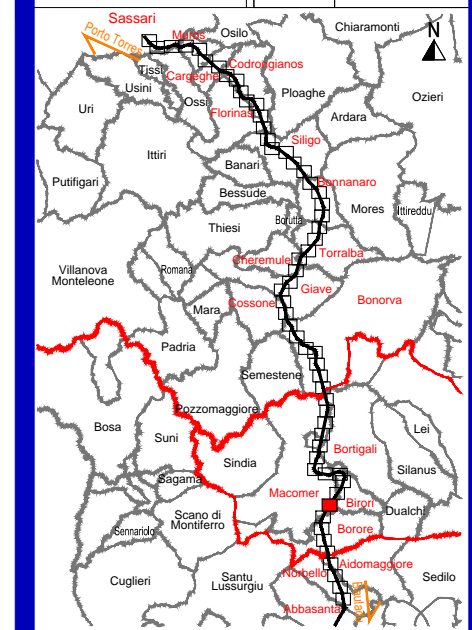 Sassari
Porto Torres
Muros
Osilo
Chiaramonti
N
Tissi
Cargeghe
Codrongianos
Usini
Ossi
Ploaghe
Ozieri
Uri
Florinas
Ardara
Ittiri
Siligo
Banari
Putifigari
Bessude
Bonnanaro
Mores
Ittireddu
Thiesi
Borutta
Villanova
Monteleone
Romana
Cheremule
Torralba
Giave
Bonorva
Mara
Cossone
Padria
Semestene
Pozzomaggiore
Bosa
Suni
Lei
Bortigali
Sindia
Silanus
Sagama
Macomer
Birori
Scano di
Montiferro
Dualchi
Sennariolo
Borore
Aidomaggiore
Cuglieri
Santu
Lussurgiu
Norbello
Sedilo
Abbasanta